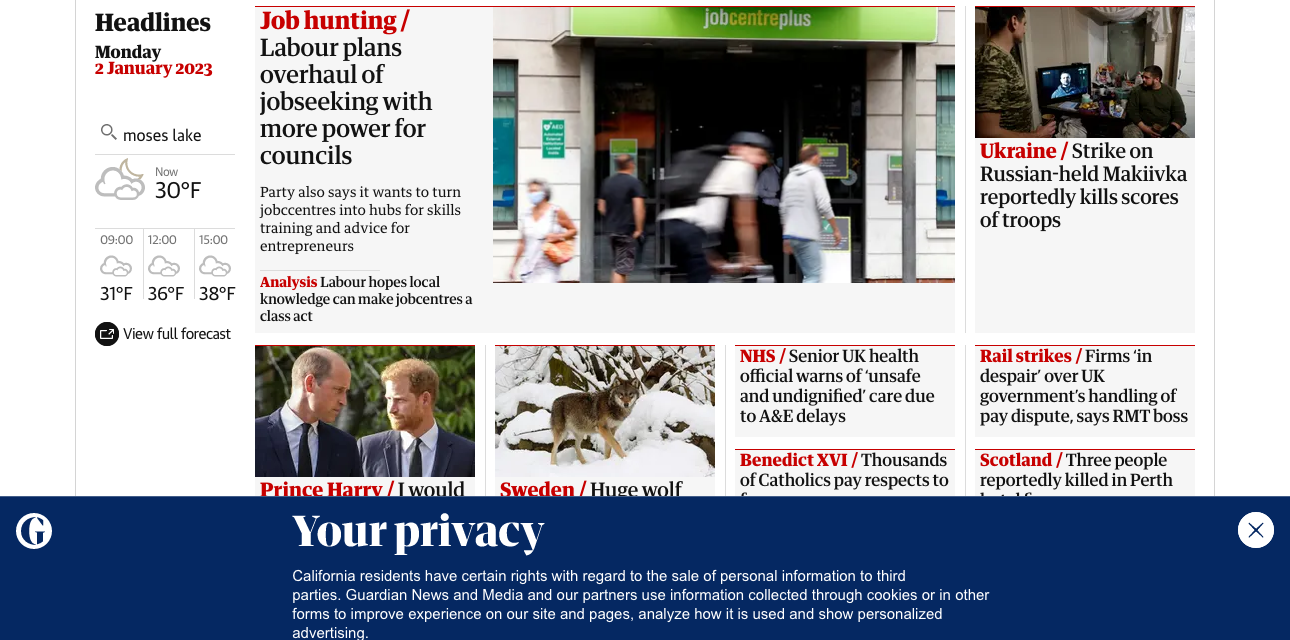 Headlines
Monday
2 January 2023
moses lake
Now
30°F
09:00
12:00
15:00
31°F
36°F
38°F
View full forecast
Job hunting /
Labour plans
overhaul of
jobseeking with
more power for
councils
Party also says it wants to turn
jobccentres into hubs for skills
training and advice for
entrepreneurs
Analysis Labour hopes local
knowledge can make jobcentres a
class act
jobcentreplus
AED
Ukraine / Strike on
Russian-held Makiivka
reportedly kills scores
of troops
Prince Harry / I would
Sweden / Huge wolf
NHS / Senior UK health
official warns of ‘unsafe
and undignified’ care due
to A&E delays
Benedict XVI / Thousands
of Catholics pay respects to
Rail strikes / Firms ‘in
despair’ over UK
government’s handling of
pay dispute, says RMT boss
Scotland / Three people
reportedly killed in Perth
Your privacy
California residents have certain rights with regard to the sale of personal information to third
parties. Guardian News and Media and our partners use information collected through cookies or in other
forms to improve experience on our site and pages, analyze how it is used and show personalized
advertising.